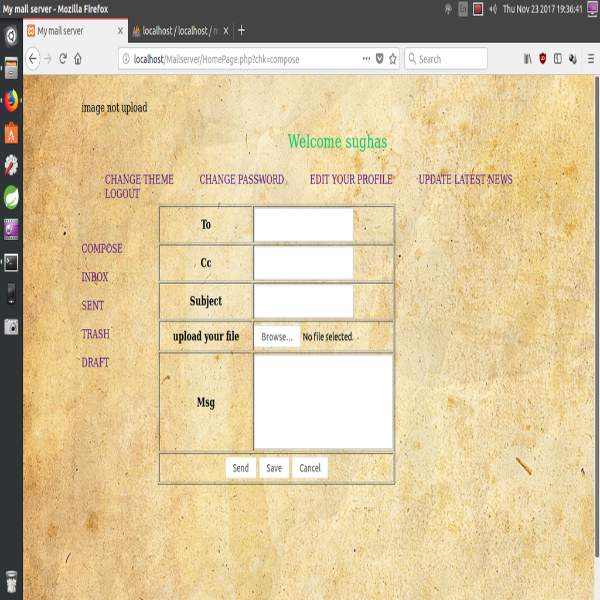 My mail server - Mozilla Firefox
Thu Nov 23 2017 19:36:41
My mail server
localhost / localhost / m
localhost/Mailserver/HomePage.php?chk=compose
Search
image not upload
Welcome sughas
CHANGE THEME CHANGE PASSWORD EDIT YOUR PROFILE UPDATE LATEST NEWS
LOGOUT
COMPOSE
INBOX
SENT
TRASH
DRAFT
To
Cc
Subject
upload your file Browse... No file selected.
Msg
Send Save Cancel